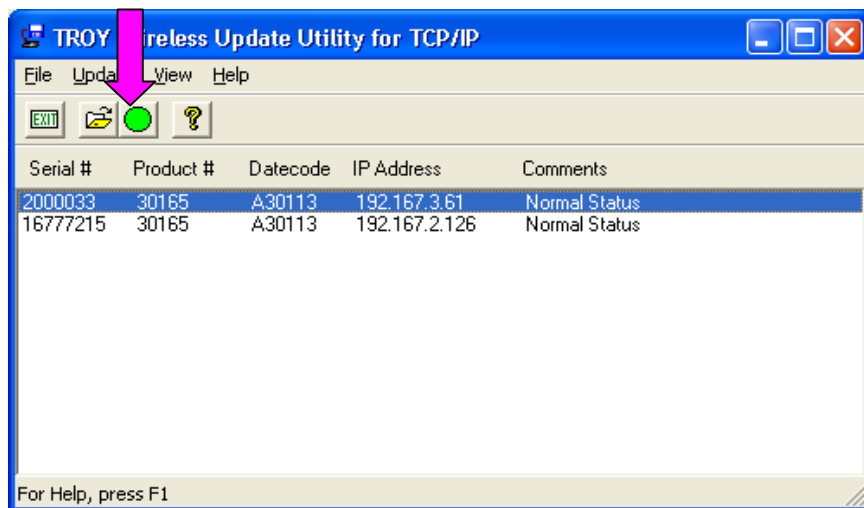 TROY ireless Update Utility for TCP/IP
File Upda View Help
EXIT ?
Serial # Product # Datecode IP Address Comments
2000033 30165 A30113 192.167.3.61 Normal Status
16777215 30165 A30113 192.167.2.126 Normal Status
For Help, press F1